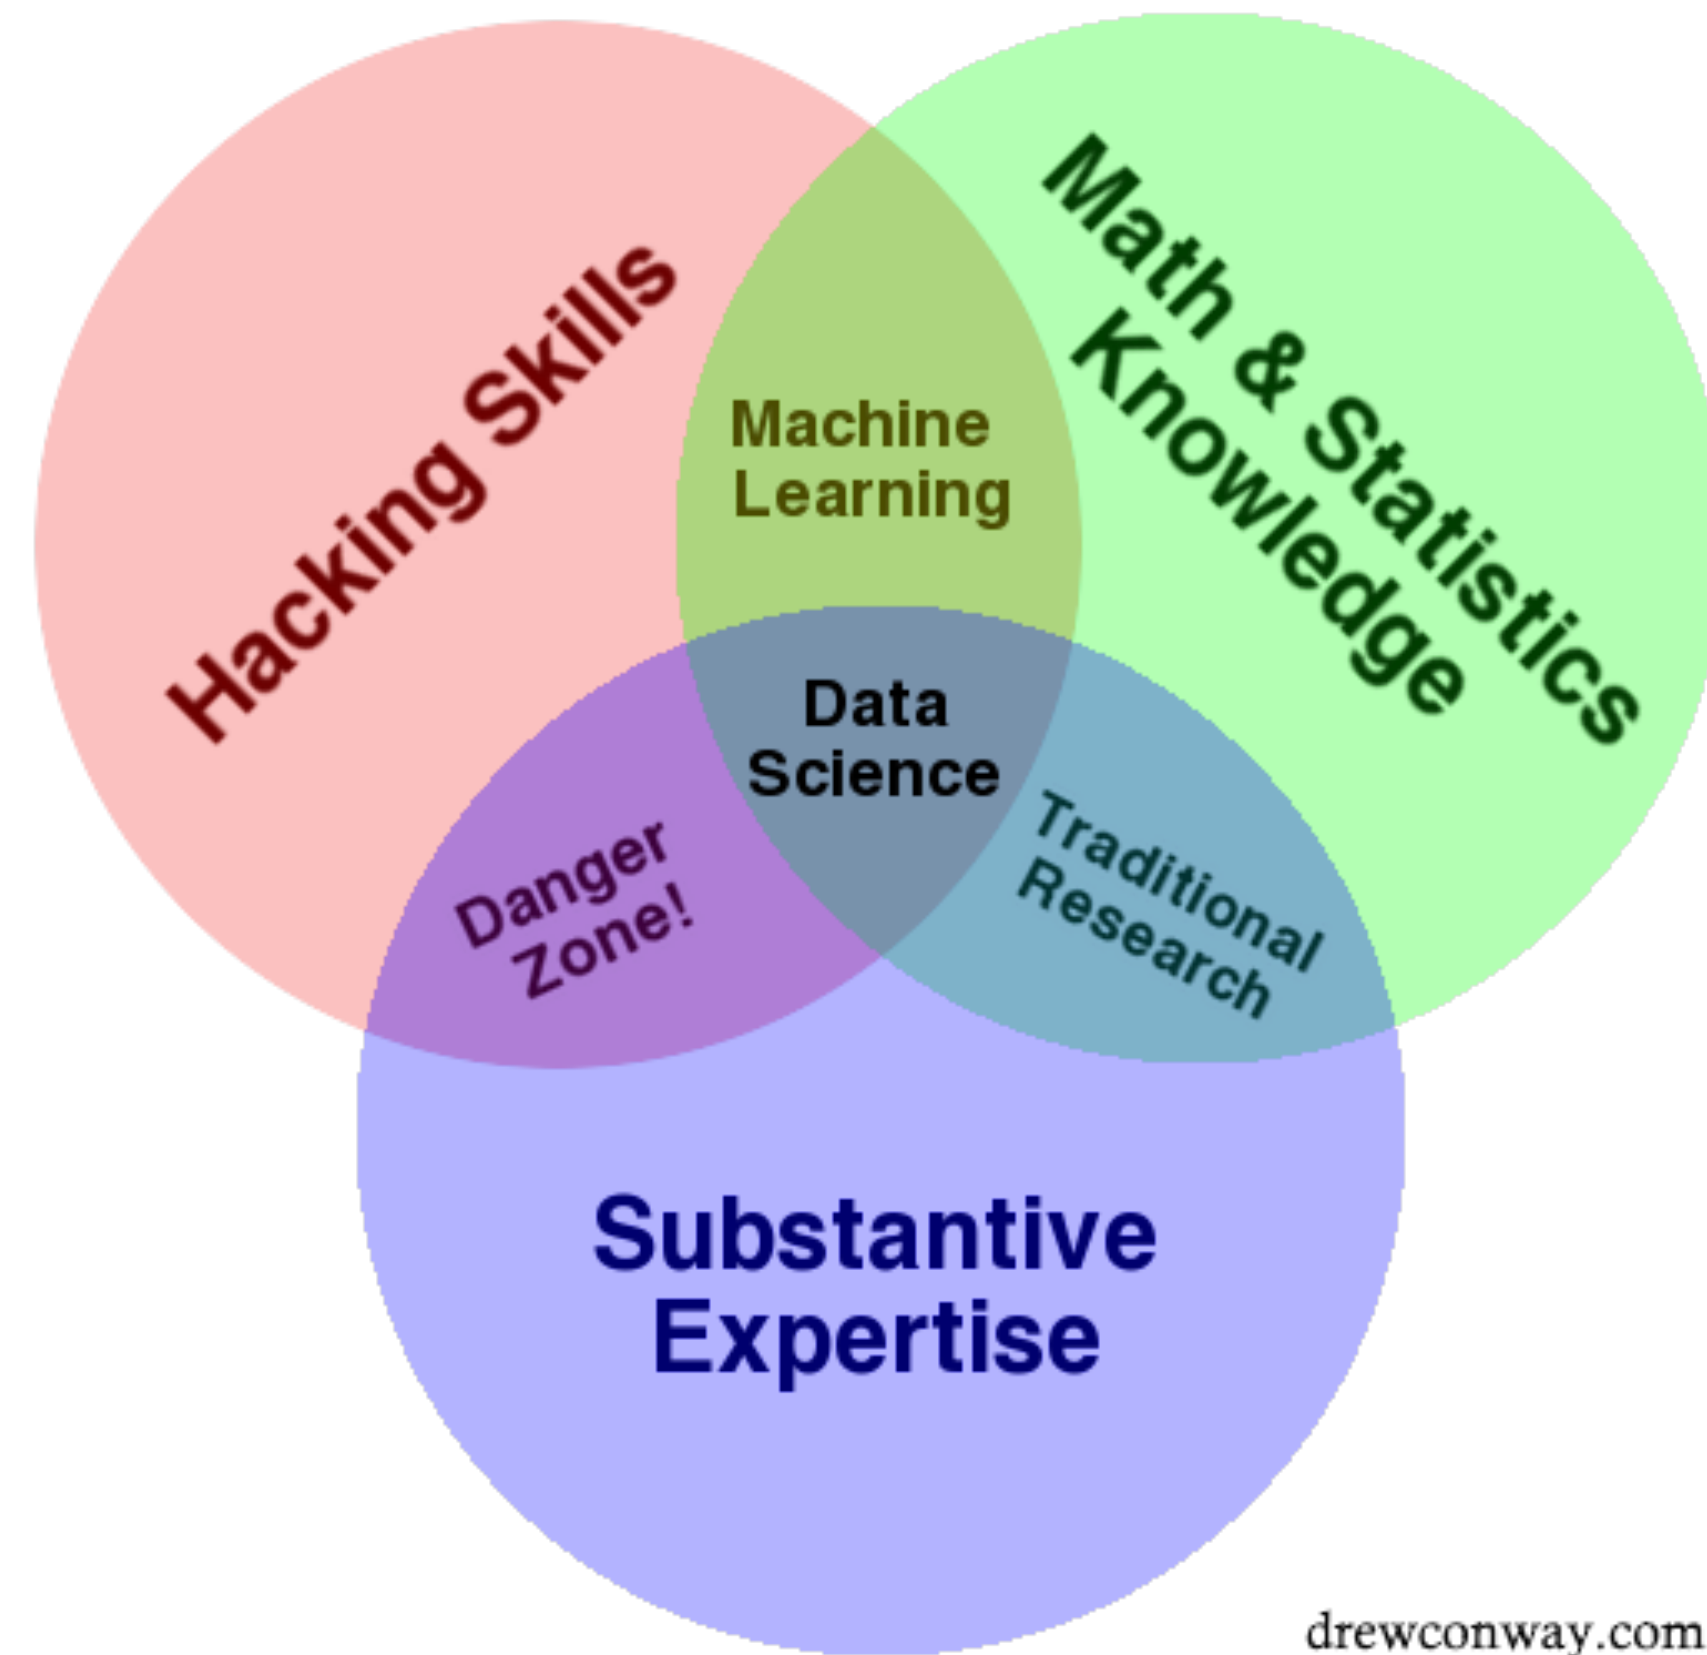 Hacking Skills
Math & Statistics
Knowledge
Machine
Learning
Data
Science
Danger
Zone!
Traditional
Research
Substantive
Expertise
drewconway.com